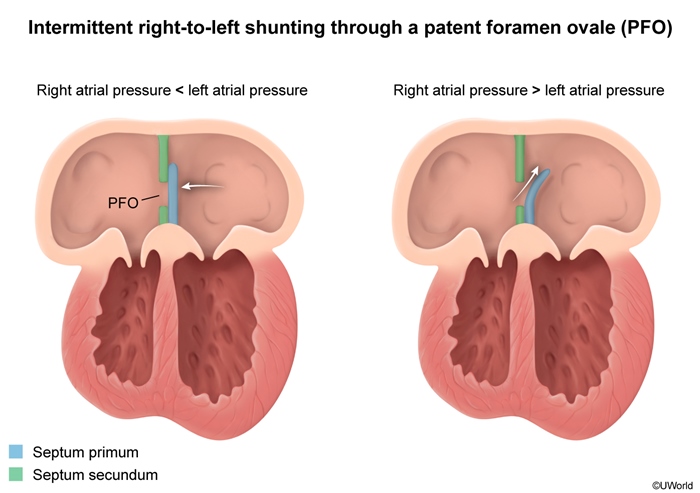 Intermittent right-to-left shunting through a patent foramen ovale (PFO)
Right atrial pressure < left atrial pressure
Right atrial pressure > left atrial pressure
PFO
Septum primum
Septum secundum
©UWorld